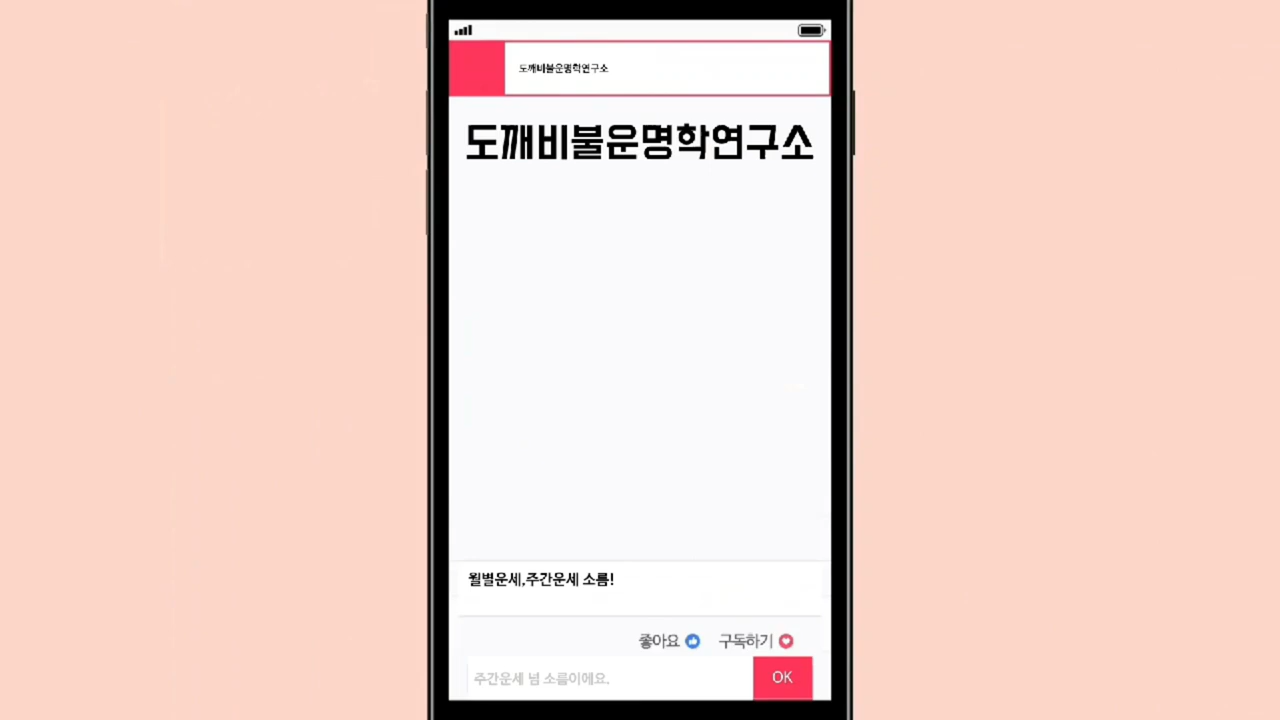 도깨비불운명학연구소
도깨비불운명학연구소
월별운세,주간운세 소름!
좋아요 구독하기
주간운세 넘 소름이에요.
OK